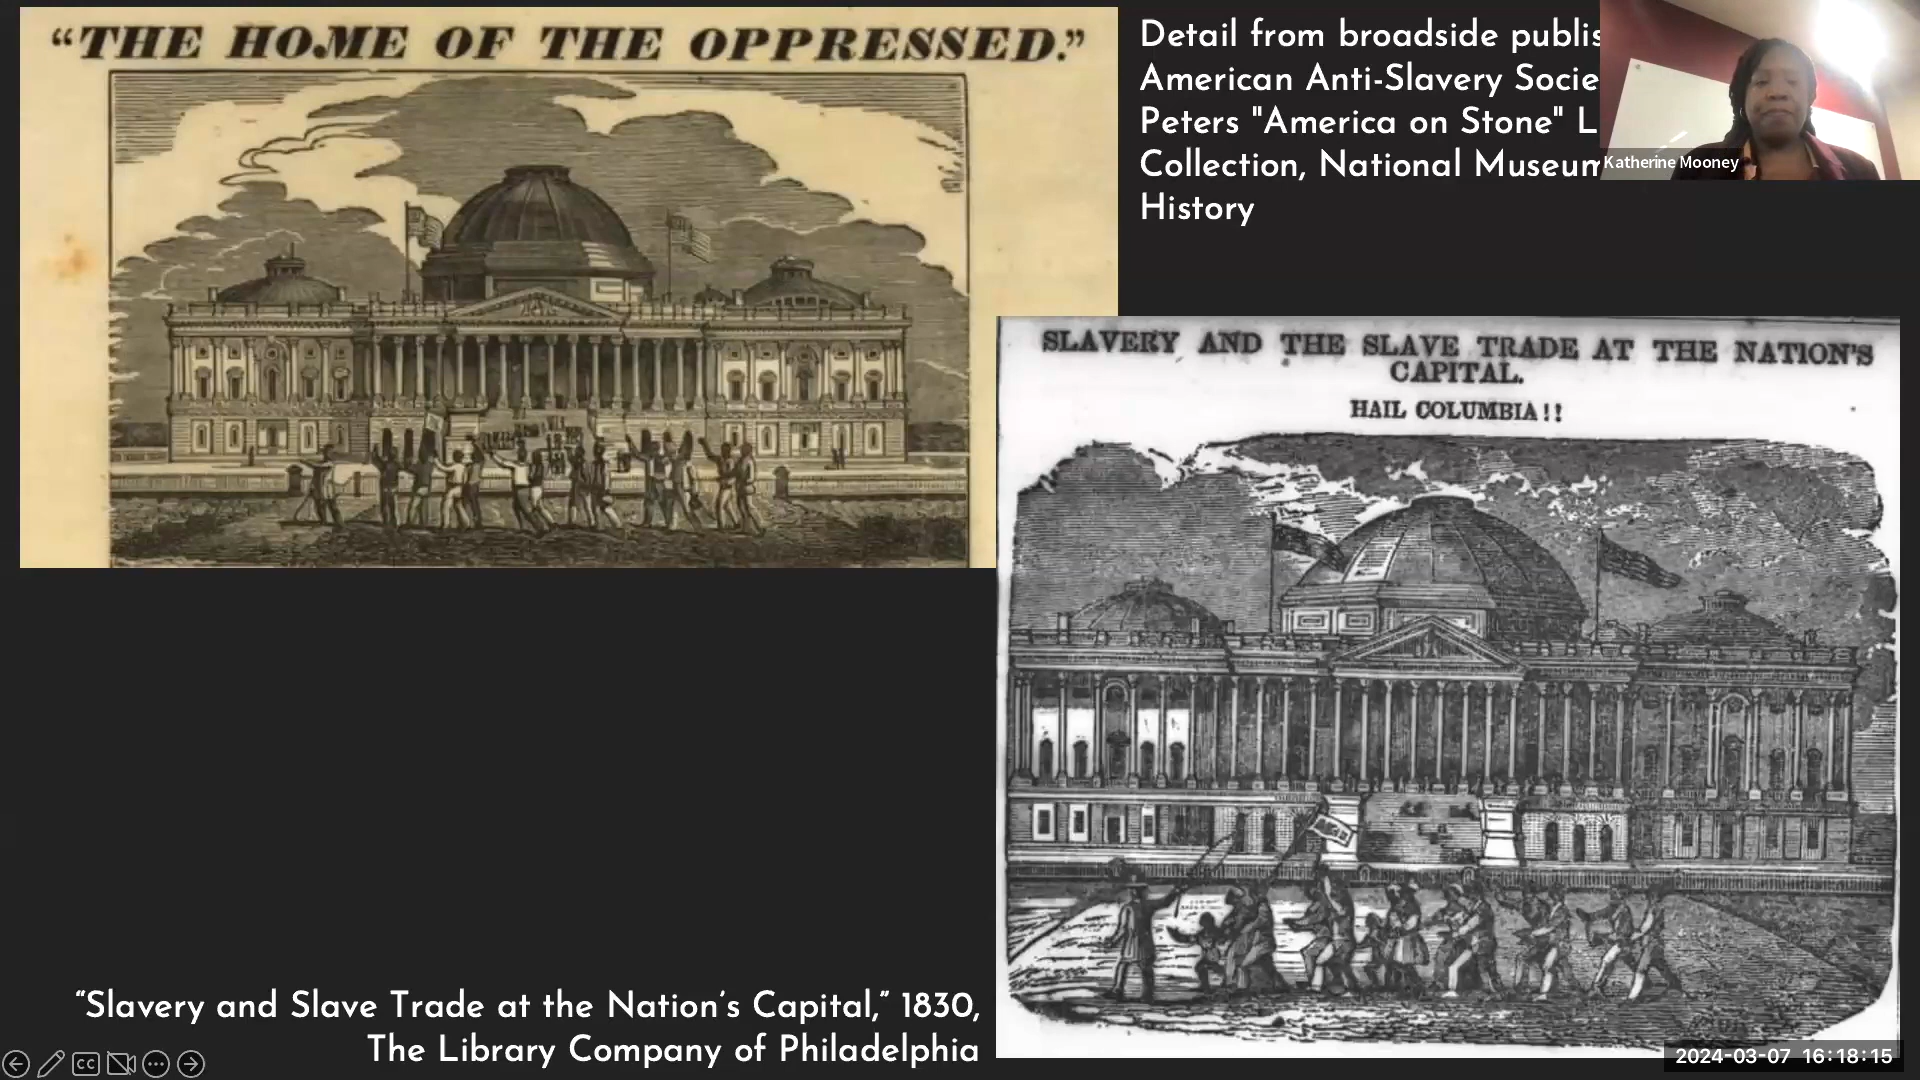 “THE HOME OF THE OPPRESSED.”
Detail from broadside publis
American Anti-Slavery Socie
Peters "America on Stone" L
Collection, National Museum
History
Katherine Mooney
SLAVERY AND THE SLAVE TRADE AT THE NATION'S
CAPITAL.
HAIL COLUMBIA!!
“Slavery and Slave Trade at the Nation’s Capital,” 1830,
The Library Company of Philadelphia
CC
2024-03-07 16:18:15